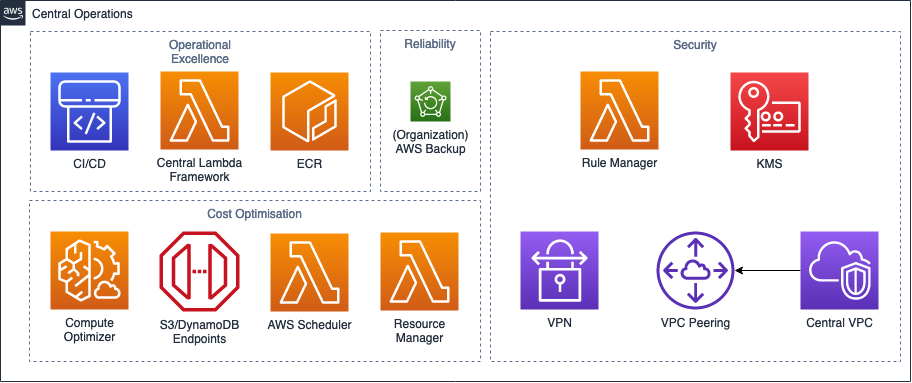 aws
Central Operations
Operational
Excellence
CI/CD
Central Lambda
Framework
ECR
Reliability
(Organization)
AWS Backup
Security
Rule Manager
KMS
Cost Optimisation
Compute
Optimizer
S3/DynamoDB
Endpoints
AWS Scheduler
Resource
Manager
VPN
VPC Peering
Central VPC